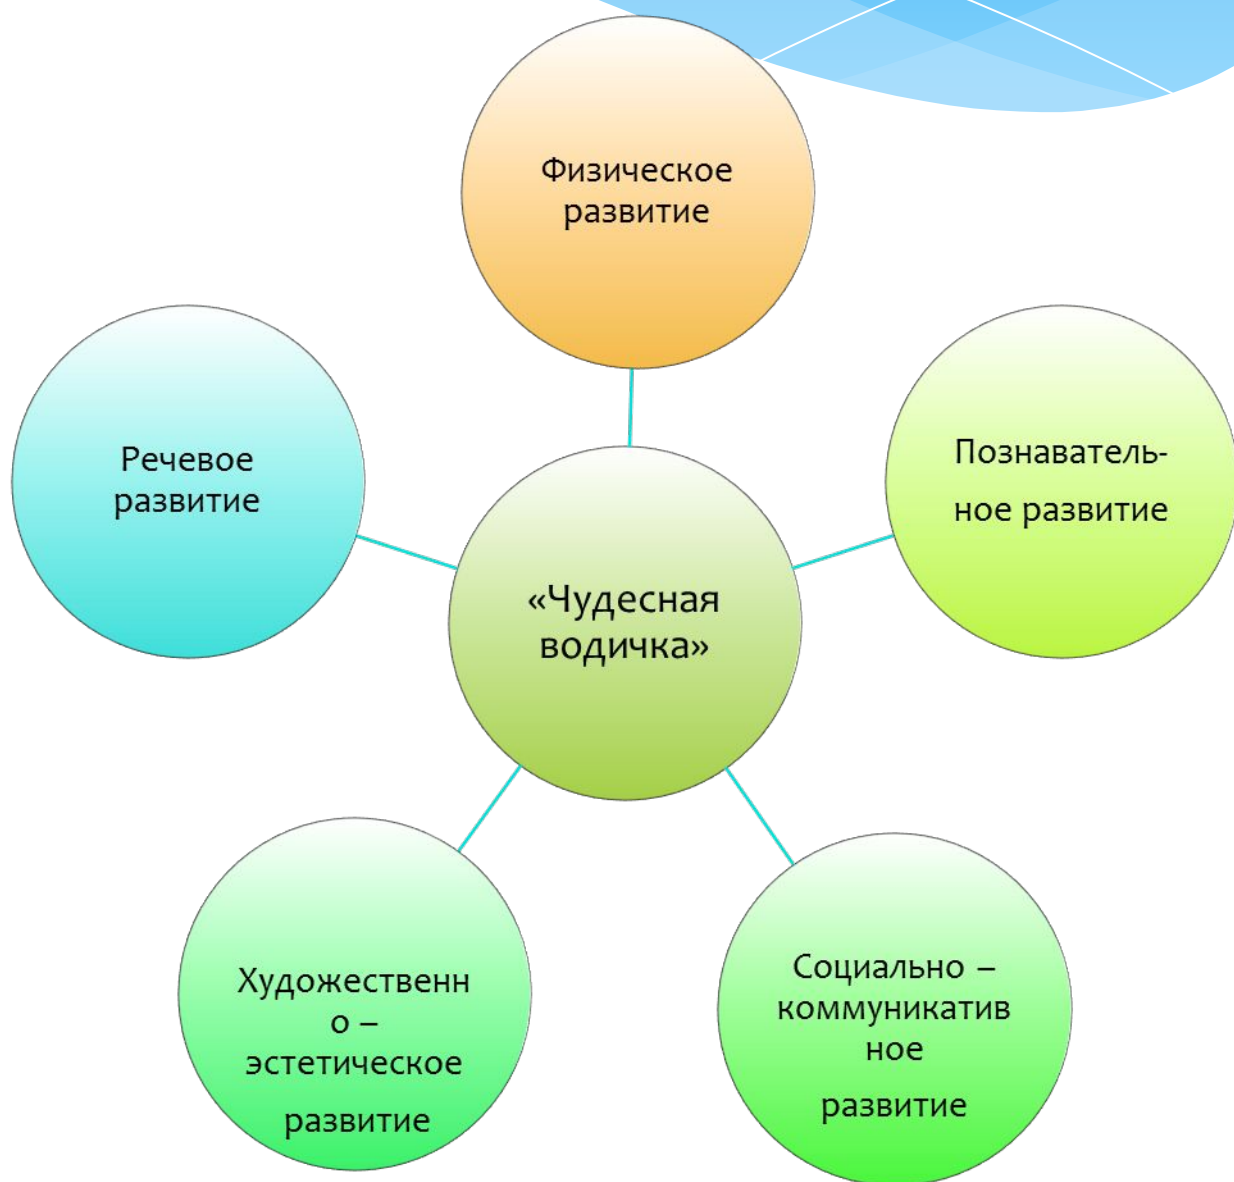 Физическое
развитие
Речевое
развитие
Познаватель-
ное развитие
«Чудесная
водичка»
Художественн
о –
эстетическое
развитие
Социально –
коммуникатив
ное
развитие